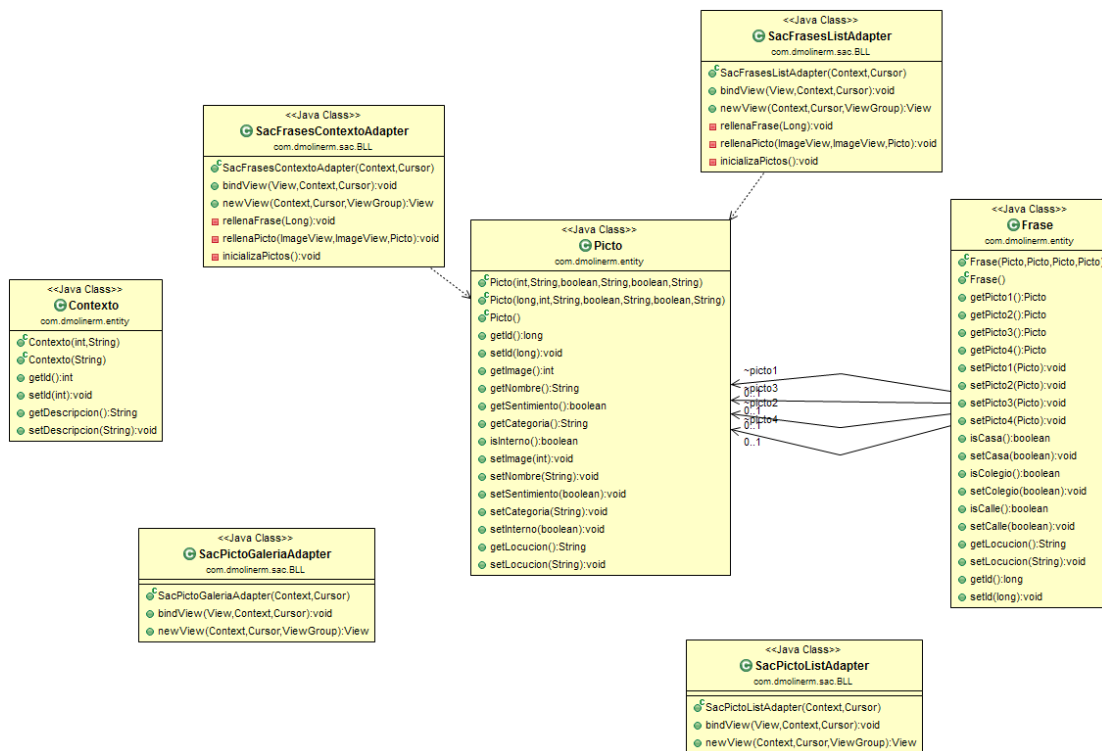 <<Java Class>>
SacFrasesListAdapter
com.dmolinerm.sac.BLL
SacFrasesListAdapter(Context,Cursor)
bindView(View,Context,Cursor):void
newView(Context,Cursor,ViewGroup):View
rellenaFrase(Long):void
rellenaPicto(ImageView,ImageView,Picto):void
inicializaPictos():void
<<Java Class>>
SacFrasesContextoAdapter
com.dmolinerm.sac.BLL
SacFrasesContextoAdapter(Context,Cursor)
bindView(View,Context,Cursor):void
newView(Context,Cursor,ViewGroup):View
rellenaFrase(Long):void
rellenaPicto(ImageView,ImageView,Picto):void
inicializaPictos():void
<<Java Class>>
Contexto
com.dmolinerm.entity
Contexto(int,String)
Contexto(String)
getId():int
setId(int):void
getDescripcion():String
setDescripcion(String):void
<<Java Class>>
Picto
com.dmolinerm.entity
Picto(int,String,boolean,String,boolean,String)
Picto(long,int,String,boolean,String,boolean,String)
Picto()
getId():long
setId(long):void
getImage():int
getNombre():String
getSentimiento():boolean
getCategoria():String
isInterno():boolean
setImage(int):void
setNombre(String):void
setSentimiento(boolean):void
setCategoria(String):void
setInterno(boolean):void
getLocucion():String
setLocucion(String):void
~picto1
~picto3
0..1
~picto2
0..1
~picto4
0..1
0..1
<<Java Class>>
Frase
com.dmolinerm.entity
Frase(Picto,Picto,Picto,Picto)
Frase()
getPicto1():Picto
getPicto2():Picto
getPicto3():Picto
getPicto4():Picto
setPicto1(Picto):void
setPicto2(Picto):void
setPicto3(Picto):void
setPicto4(Picto):void
isCasa():boolean
setCasa(boolean):void
isColegio():boolean
setColegio(boolean):void
isCalle():boolean
setCalle(boolean):void
getLocucion():String
setLocucion(String):void
getId():long
setId(long):void
<<Java Class>>
SacPictoGaleriaAdapter
com.dmolinerm.sac.BLL
SacPictoGaleriaAdapter(Context,Cursor)
bindView(View,Context,Cursor):void
newView(Context,Cursor,ViewGroup):View
<<Java Class>>
SacPictoListAdapter
com.dmolinerm.sac.BLL
SacPictoListAdapter(Context,Cursor)
bindView(View,Context,Cursor):void
newView(Context,Cursor,ViewGroup):View